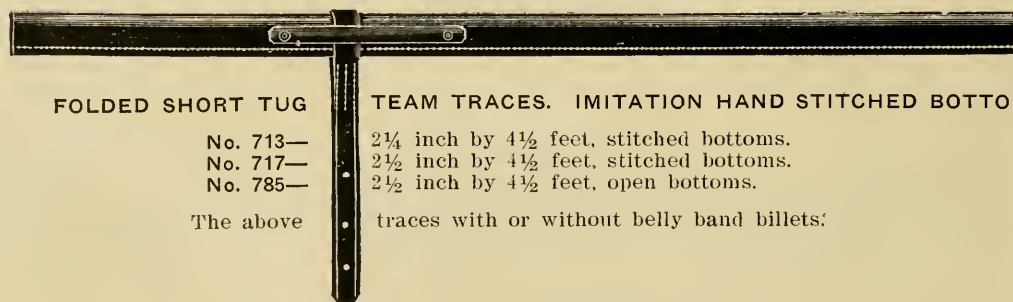 FOLDED SHORT TUG TEAM TRACES. IMITATION HAND STITCHED BOTTO
No. 713— 2¼ inch by 4½ feet, stitched bottoms.
No. 717— 2½ inch by 4½ feet, stitched bottoms.
No. 785— 2½ inch by 4½ feet, open bottoms.
The above traces with or without belly band billets.